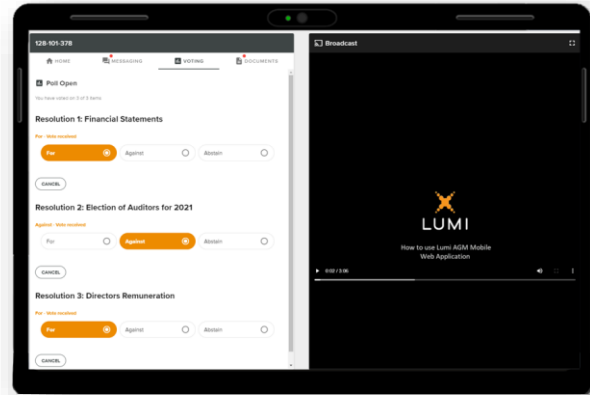 128-101-378
HOME
MESSAGING
VOTING
DOCUMENTS
Poll Open
You have voted on 3 of 3 items.
Resolution 1: Financial Statements
For - Vote received
For
Against
Abstain
CANCEL
Resolution 2: Election of Auditors for 2021
Against - Vote received
For
Against
Abstain
CANCEL
Resolution 3: Directors Remuneration
For - Vote received
For
Against
Abstain
CANCEL
Broadcast
LUMI
How to use Lumi AGM Mobile
Web Application
0:02 / 5:06